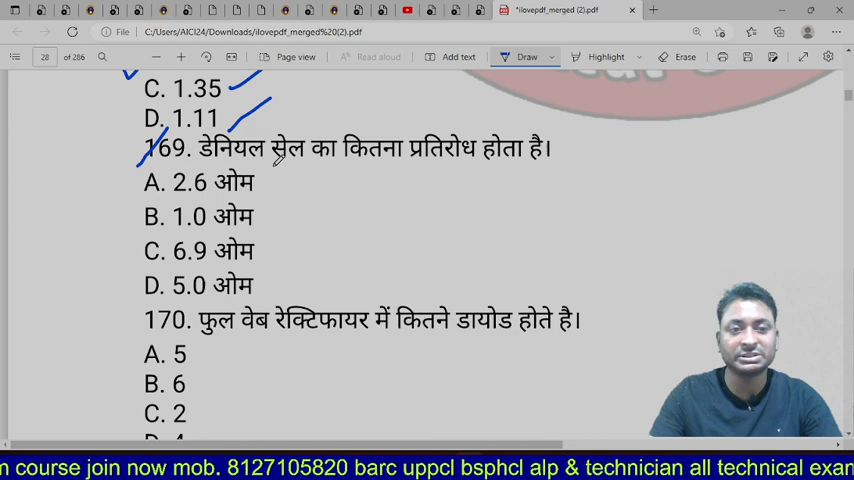 *ilovepdf_merged (2).pdf
File C:/Users/AICI24/Downloads/ilovepdf_merged%20(2).pdf
28 of 286 Page view Read aloud Add text Draw Highlight Erase
C. 1.35
D. 1.11
169. डेनियल सेल का कितना प्रतिरोध होता है।
A. 2.6 ओम
B. 1.0 ओम
C. 6.9 ओम
D. 5.0 ओम
170. फुल वेब रेक्टिफायर में कितने डायोड होते है।
A. 5
B. 6
C. 2
D. 4
m course join now mob. 8127105820 barc uppcl bsphcl alp & technician all technical exam